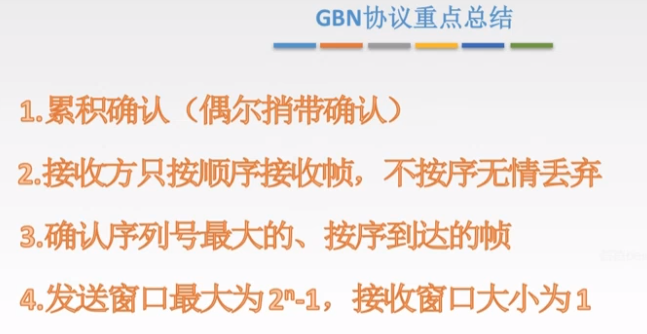 GBN协议重点总结
1.累积确认（偶尔捎带确认）
2.接收方只按顺序接收帧，不按序无情丢弃
3.确认序列号最大的、按序到达的帧
4.发送窗口最大为2ⁿ-1，接收窗口大小为1